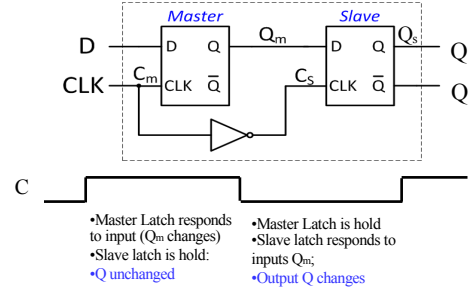 Master Slave
D D Q Qm D Q Qs Q
CLK Cm CLK Q̅ CS CLK Q̅ Q
C
•Master Latch responds
to input (Qm changes)
•Slave latch is hold:
•Q unchanged
•Master Latch is hold
•Slave latch responds to
inputs Qm;
•Output Q changes